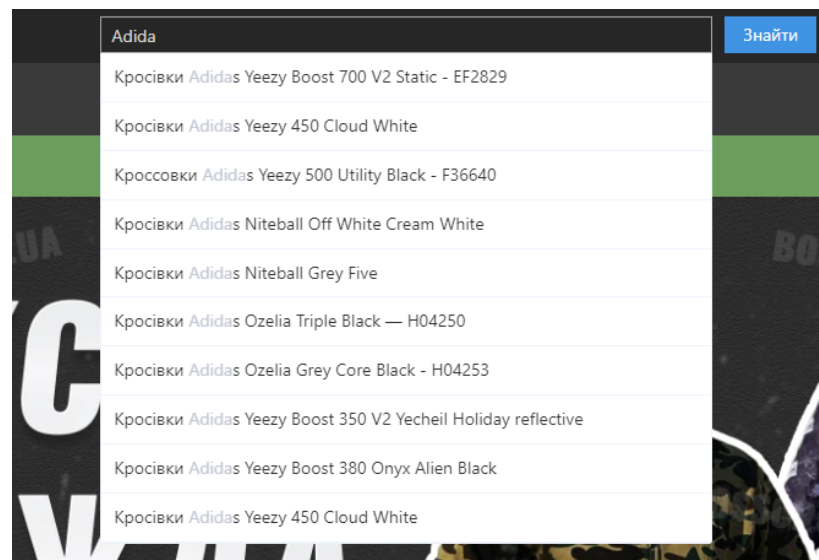 Adida
Знайти
Кросівки Adidas Yeezy Boost 700 V2 Static - EF2829
Кросівки Adidas Yeezy 450 Cloud White
Кроссовки Adidas Yeezy 500 Utility Black - F36640
Кросівки Adidas Niteball Off White Cream White
Кросівки Adidas Niteball Grey Five
Кросівки Adidas Ozelia Triple Black — H04250
Кросівки Adidas Ozelia Grey Core Black - H04253
Кросівки Adidas Yeezy Boost 350 V2 Yecheil Holiday reflective
Кросівки Adidas Yeezy Boost 380 Onyx Alien Black
Кросівки Adidas Yeezy 450 Cloud White